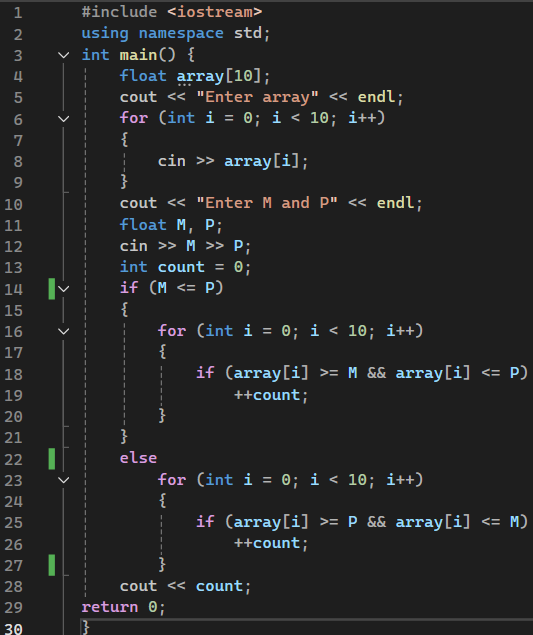 1 #include <iostream>
2 using namespace std;
3 int main() {
4 float array[10];
5 cout << "Enter array" << endl;
6 for (int i = 0; i < 10; i++)
7 {
8 cin >> array[i];
9 }
10 cout << "Enter M and P" << endl;
11 float M, P;
12 cin >> M >> P;
13 int count = 0;
14 if (M <= P)
15 {
16 for (int i = 0; i < 10; i++)
17 {
18 if (array[i] >= M && array[i] <= P)
19 ++count;
20 }
21 }
22 else
23 for (int i = 0; i < 10; i++)
24 {
25 if (array[i] >= P && array[i] <= M)
26 ++count;
27 }
28 cout << count;
29 return 0;
30 }